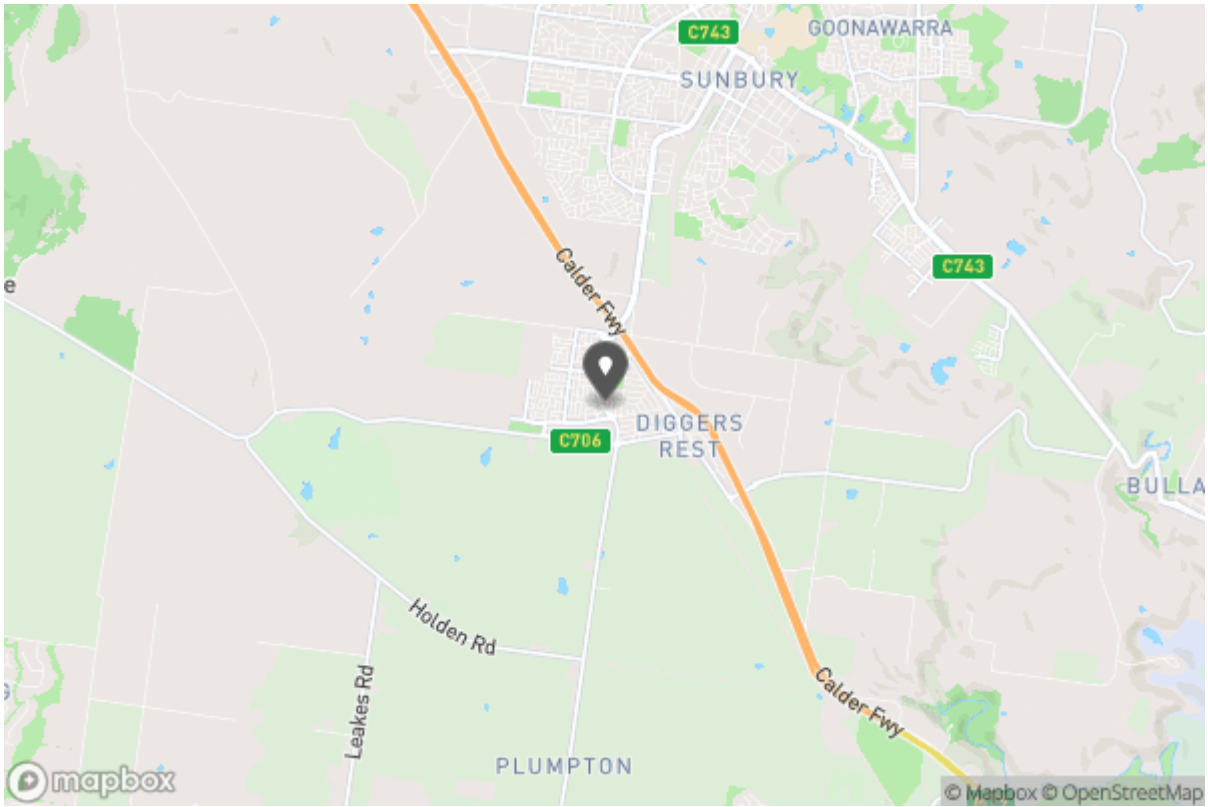 C743
GOONAWARRA
SUNBURY
Calder Fwy
C743
e
DIGGERS
REST
C706
BULLA
Holden Rd
Leakes Rd
Calder Fwy
G
PLUMPTON
mapbox
© Mapbox © OpenStreetMap